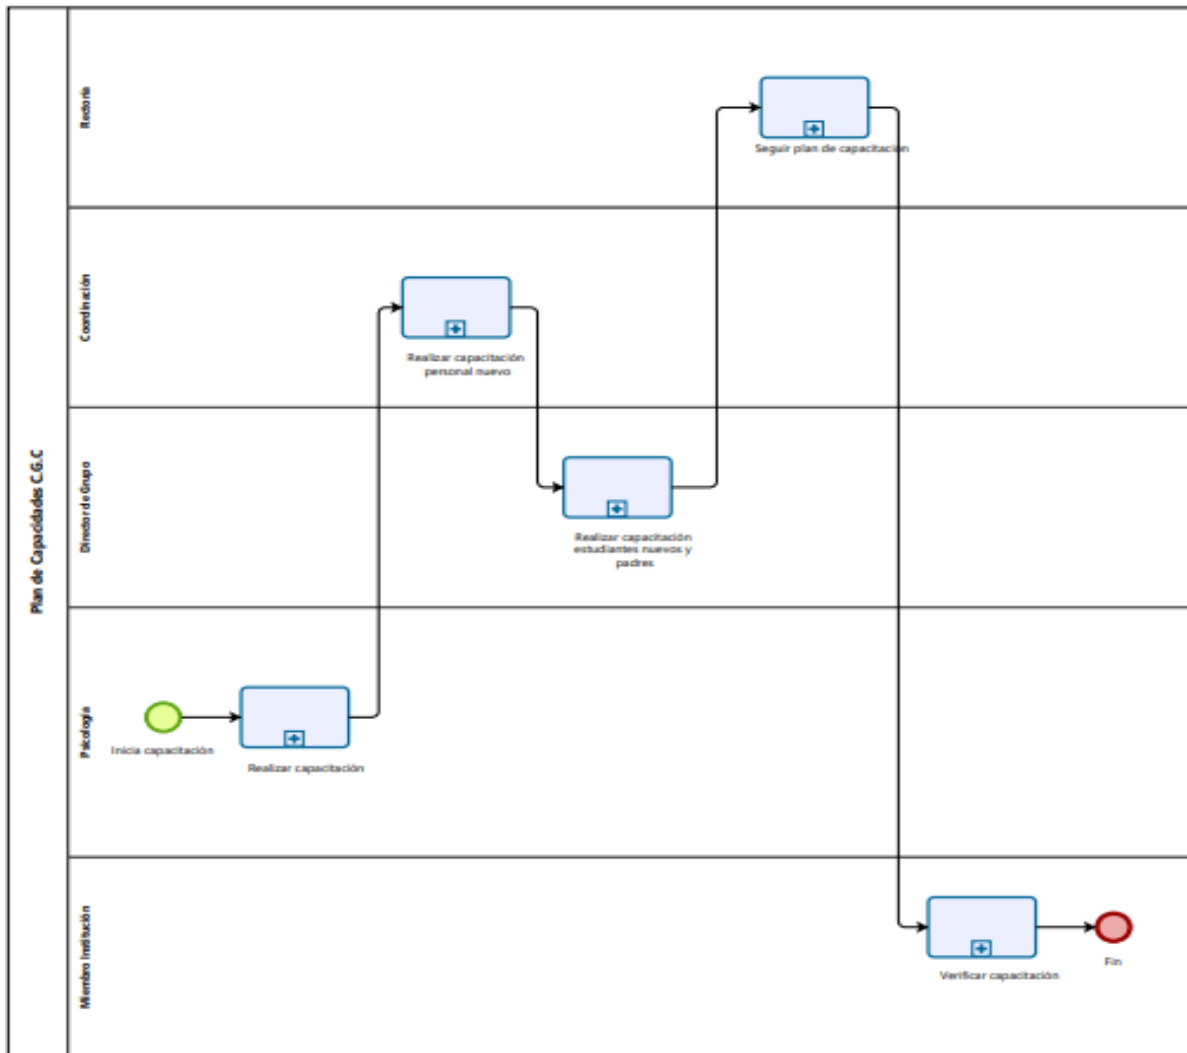 Plan de Capacidades C.G.C
Rectoría
Seguir plan de capacitacion
Coordinación
Realizar capacitación
personal nuevo
Director de Grupo
Realizar capacitación
estudiantes nuevos y
padres
Psicología
Inicia capacitación
Realizar capacitación
Miembro Institución
Verificar capacitación
Fin